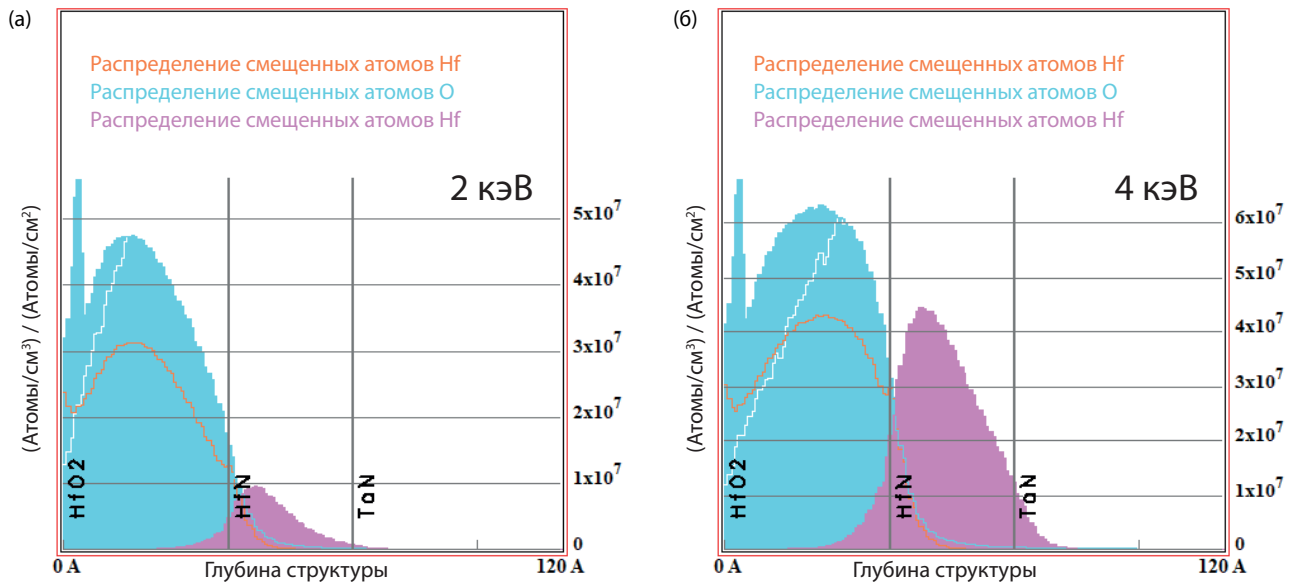 (а)
Распределение смещенных атомов Hf
Распределение смещенных атомов O
Распределение смещенных атомов Hf
2 кэВ
(Атомы/см³) / (Атомы/см²)
5x10⁷
4x10⁷
3x10⁷
2x10⁷
1x10⁷
0
HfO2
HfN
TaN
0 A
Глубина структуры
120 A
(б)
Распределение смещенных атомов Hf
Распределение смещенных атомов O
Распределение смещенных атомов Hf
4 кэВ
(Атомы/см³) / (Атомы/см²)
6x10⁷
5x10⁷
4x10⁷
3x10⁷
2x10⁷
1x10⁷
0
HfO2
HfN
TaN
0 A
Глубина структуры
120 A